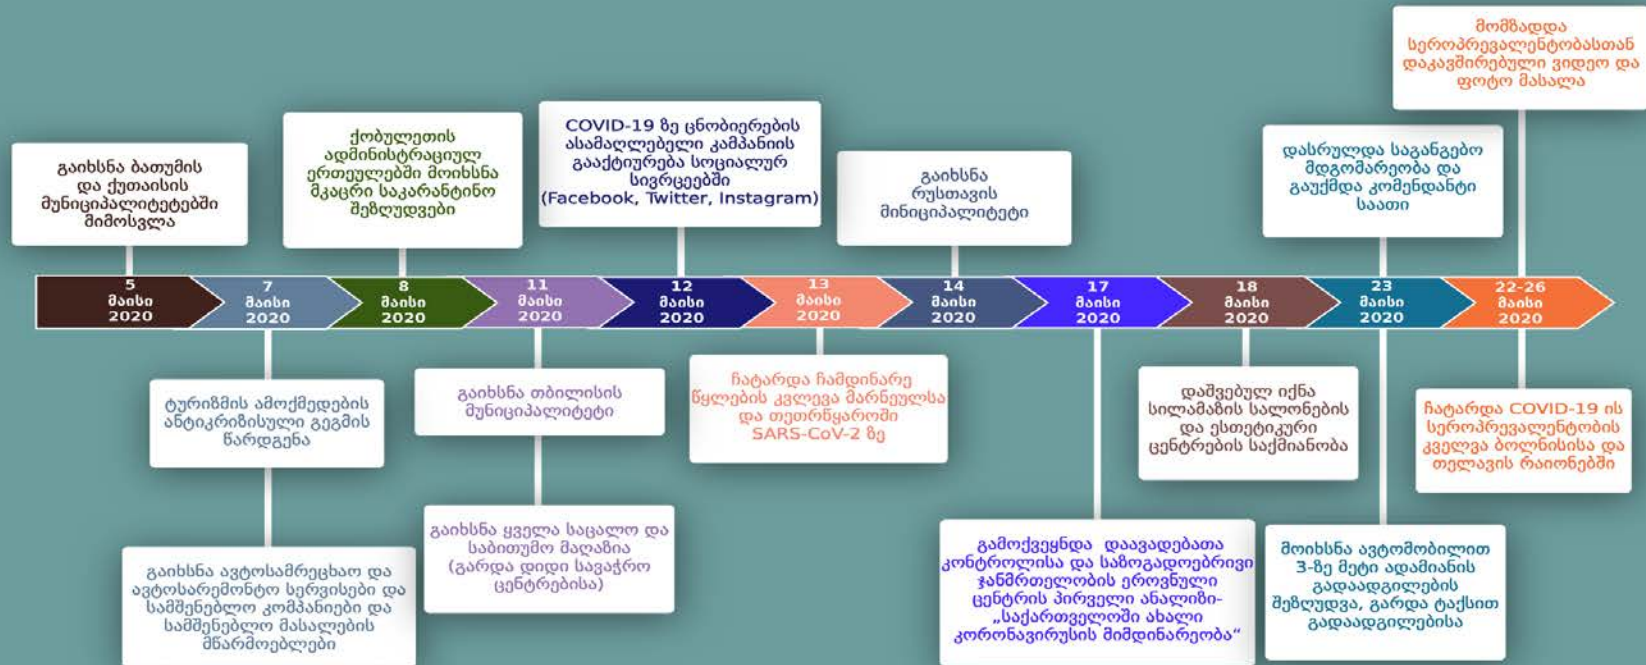 მომზადდა
სეროპრევალენტობასთან
დაკავშირებული ვიდეო და
ფოტო მასალა
გაიხსნა ბათუმის
და ქუთაისის
მუნიციპალიტეტებში
მიმოსვლა
ქობულეთის
ადმინისტრაციულ
ერთეულებში მოიხსნა
მკაცრი საკარანტინო
შეზღუდვები
COVID-19 ზე ცნობიერების
ასამაღლებელი კამპანიის
გააქტიურება სოციალურ
სივრცეებში
(Facebook, Twitter, Instagram)
გაიხსნა
რუსთავის
მინიციპალიტეტი
დასრულდა საგანგებო
მდგომარეობა და
გაუქმდა კომენდანტი
საათი
5
მაისი
2020
7
მაისი
2020
8
მაისი
2020
11
მაისი
2020
12
მაისი
2020
13
მაისი
2020
14
მაისი
2020
17
მაისი
2020
18
მაისი
2020
23
მაისი
2020
22-26
მაისი
2020
ტურიზმის ამოქმედების
ანტიკრიზისული გეგმის
წარდგენა
გაიხსნა ავტოსამრეცხაო და
ავტოსარემონტო სერვისები და
სამშენებლო კომპანიები და
სამშენებლო მასალების
მწარმოებლები
გაიხსნა თბილისის
მუნიციპალიტეტი
გაიხსნა ყველა საცალო და
საბითუმო მაღაზია
(გარდა დიდი სავაჭრო
ცენტრებისა)
ჩატარდა ჩამდინარე
წყლების კვლევა მარნეულსა
და თეთრწყაროში
SARS-CoV-2 ზე
გამოქვეყნდა დაავადებათა
კონტროლისა და საზოგადოებრივი
ჯანმრთელობის ეროვნული
ცენტრის პირველი ანალიზი-
„საქართველოში ახალი
კორონავირუსის მიმდინარეობა“
დაშვებულ იქნა
სილამაზის სალონების
და ესთეტიკური
ცენტრების საქმიანობა
მოიხსნა ავტომობილით
3-ზე მეტი ადამიანის
გადაადგილების
შეზღუდვა, გარდა ტაქსით
გადაადგილებისა
ჩატარდა COVID-19 ის
სეროპრევალენტობის
კველვა ბოლნისისა და
თელავის რაიონებში